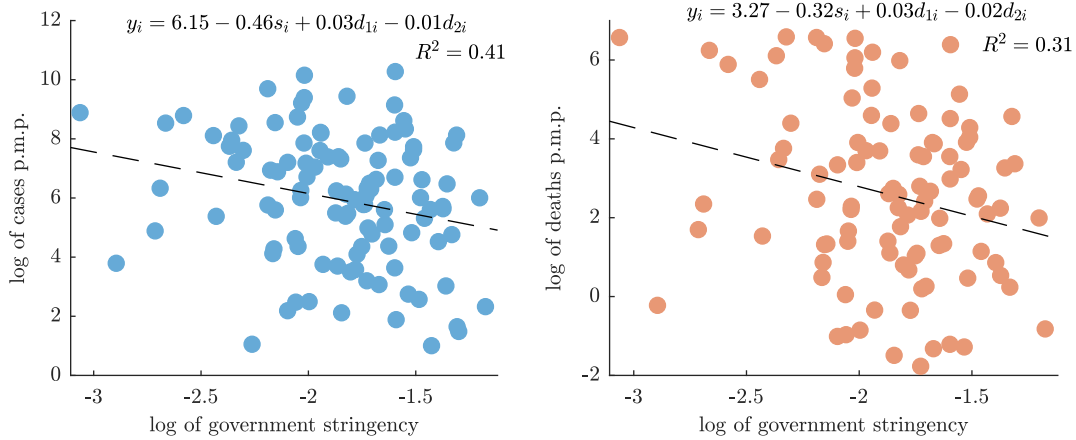 y_i = 6.15 − 0.46s_i + 0.03d_{1i} − 0.01d_{2i}
R² = 0.41
log of cases p.m.p.
12
10
8
6
4
2
0
-3
-2.5
-2
-1.5
log of government stringency
y_i = 3.27 − 0.32s_i + 0.03d_{1i} − 0.02d_{2i}
R² = 0.31
log of deaths p.m.p.
6
4
2
0
-2
-3
-2.5
-2
-1.5
log of government stringency